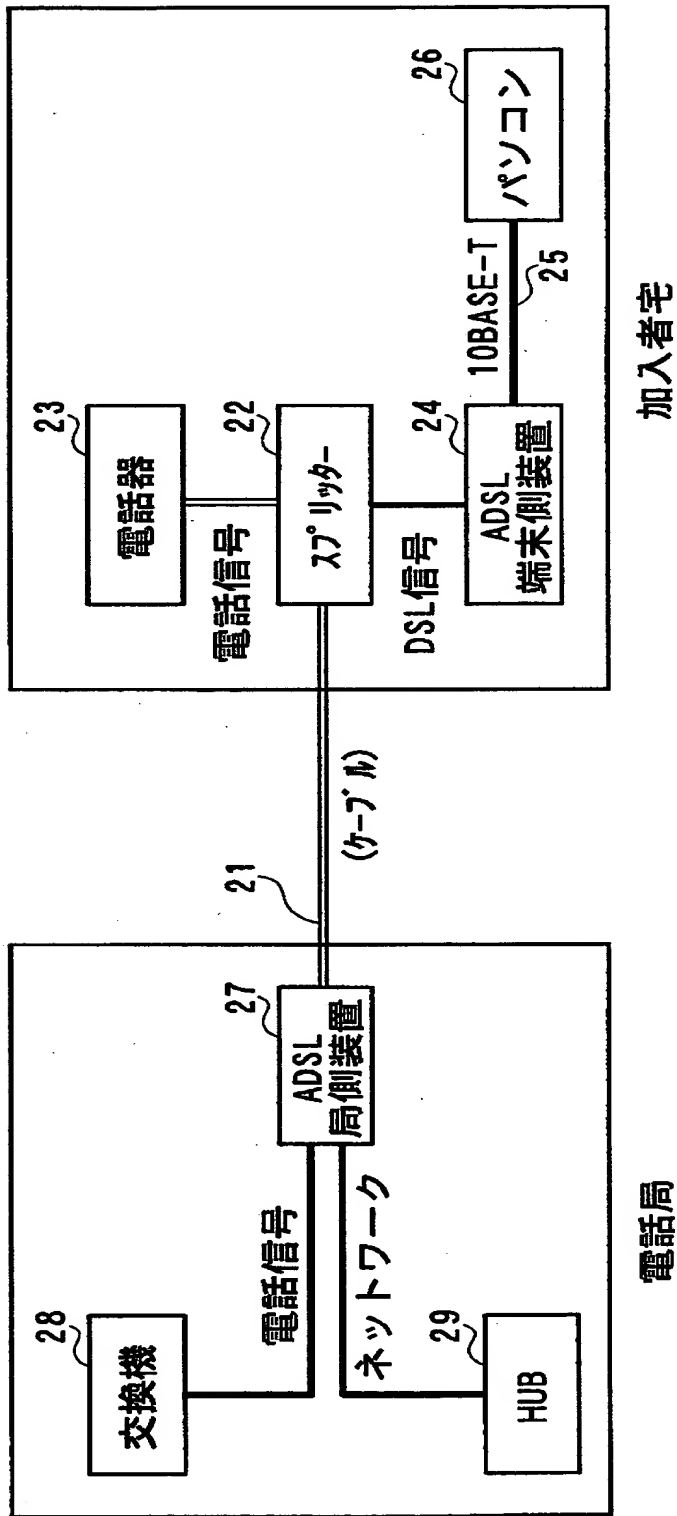 28
交換機
電話信号
ネットワーク
29
HUB
27
ADSL
局側装置
21
(ケーブル)
電話局
23
電話器
電話信号
22
スプリッター
DSL信号
24
ADSL
端末側装置
10BASE-T
25
26
パソコン
加入者宅